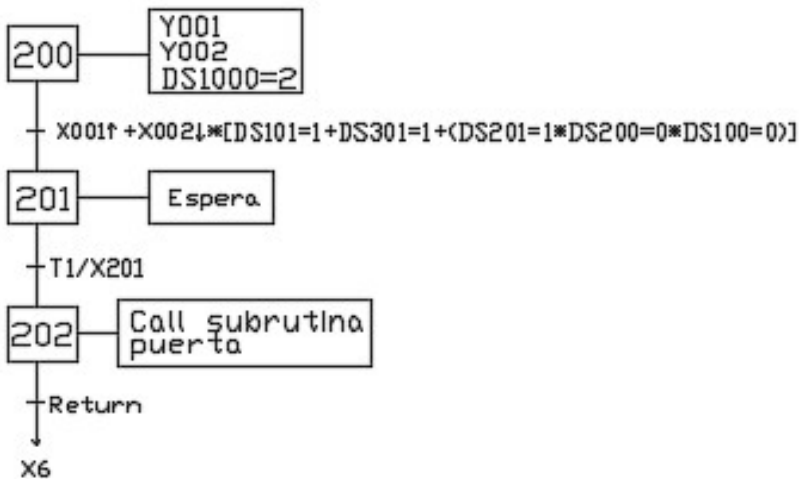 200
Y001
Y002
DS1000=2
X001↑ +X002↓*[DS101=1+DS301=1+(DS201=1*DS200=0*DS100=0)]
201
Espera
T1/X201
202
Call subrutina
puerta
Return
X6